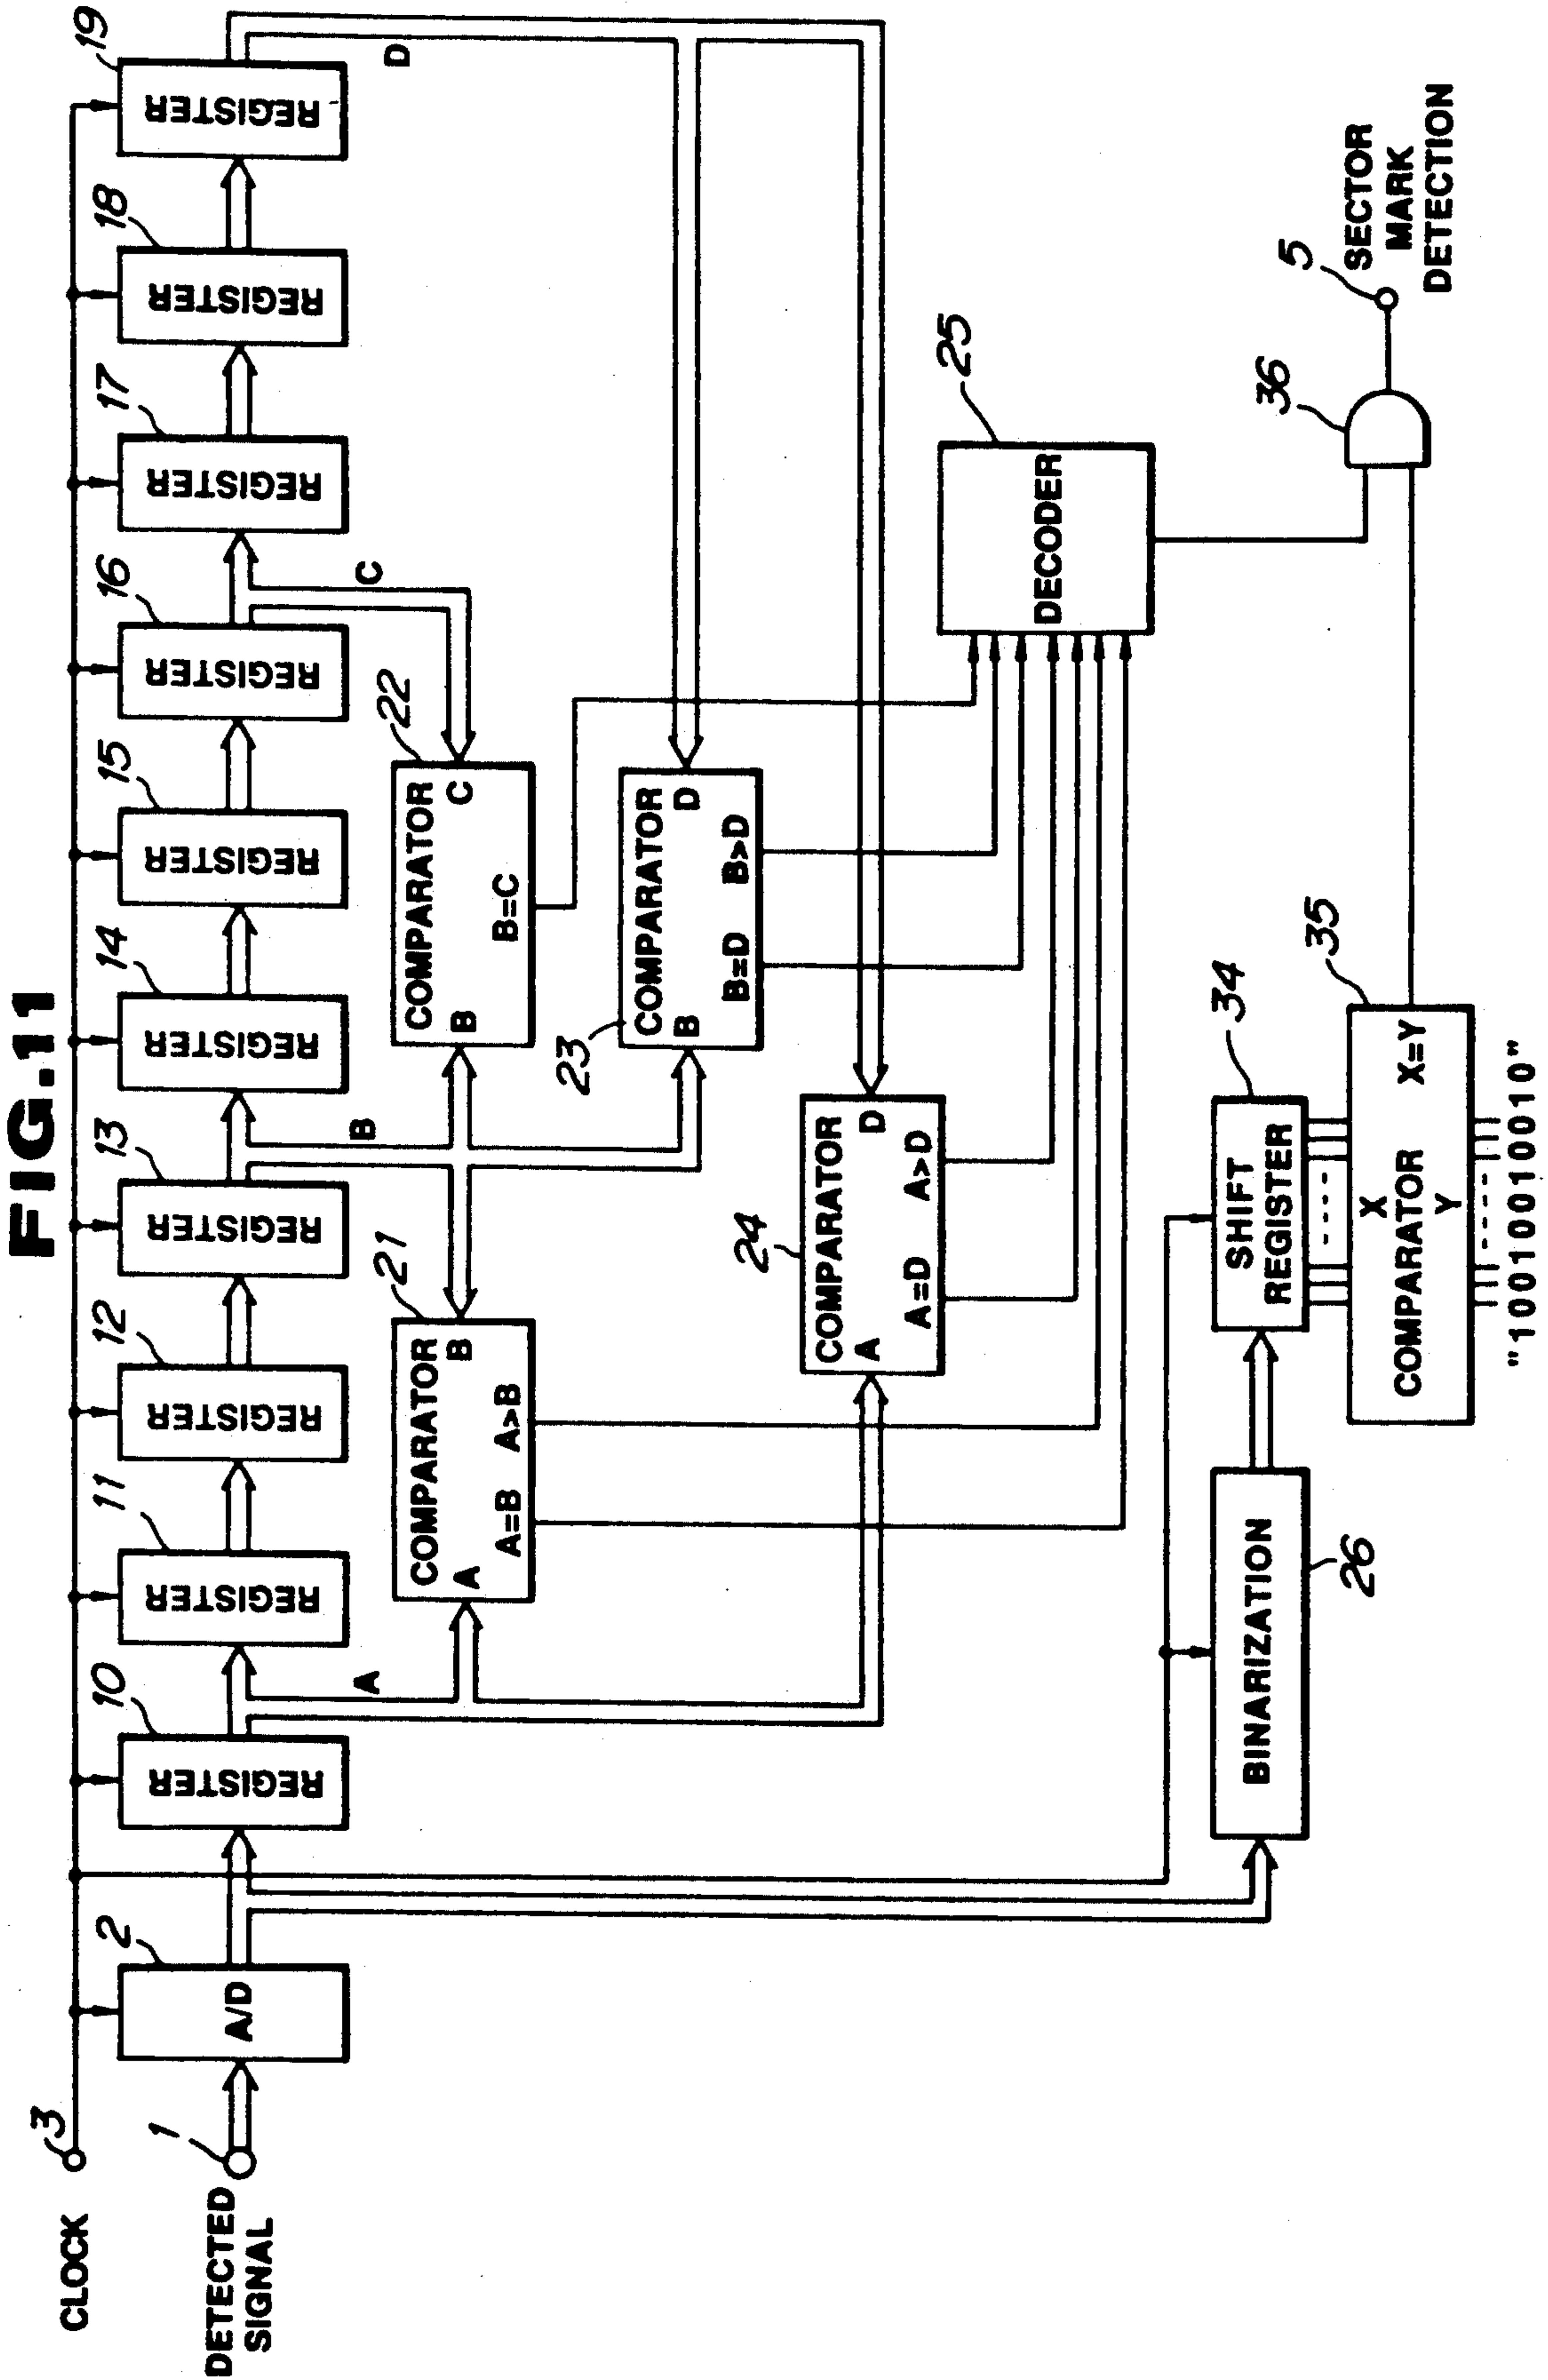 FIG.11
CLOCK
3
DETECTED
SIGNAL
1
A/D
2
REGISTER
10
REGISTER
11
REGISTER
12
REGISTER
13
REGISTER
14
REGISTER
15
REGISTER
16
REGISTER
17
REGISTER
18
REGISTER
19
A
B
C
D
21
COMPARATOR
A
B
A=B
A>B
22
COMPARATOR
B
C
B=C
23
COMPARATOR
B
D
B=D
B>D
24
COMPARATOR
A
D
A=D
A>D
DECODER
25
BINARIZATION
26
SHIFT
REGISTER
34
X
COMPARATOR
Y
X=Y
35
"1001001001001 0"
36
5
SECTOR
MARK
DETECTION